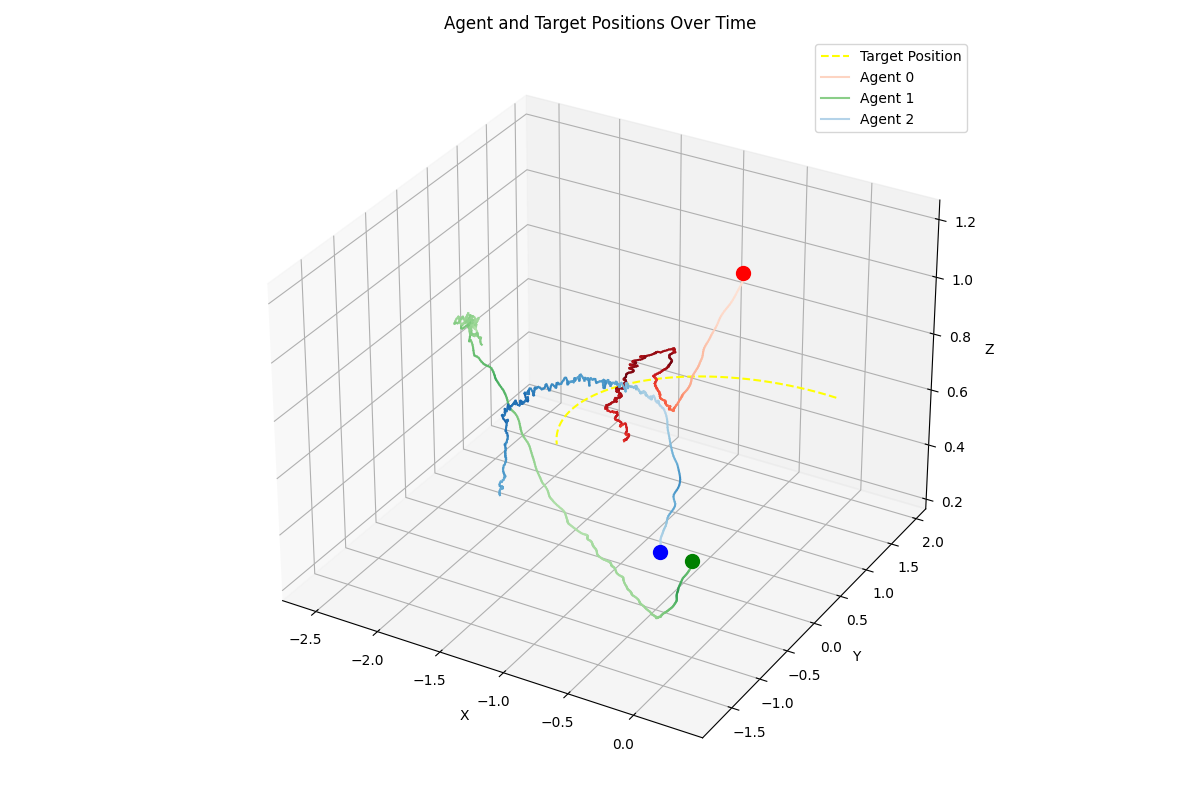 Agent and Target Positions Over Time
Target Position
Agent 0
Agent 1
Agent 2
1.2
1.0
0.8
Z
0.6
0.4
0.2
2.0
1.5
1.0
0.5
0.0
Y
−0.5
−1.0
−1.5
−2.5
−2.0
−1.5
X
−1.0
−0.5
0.0